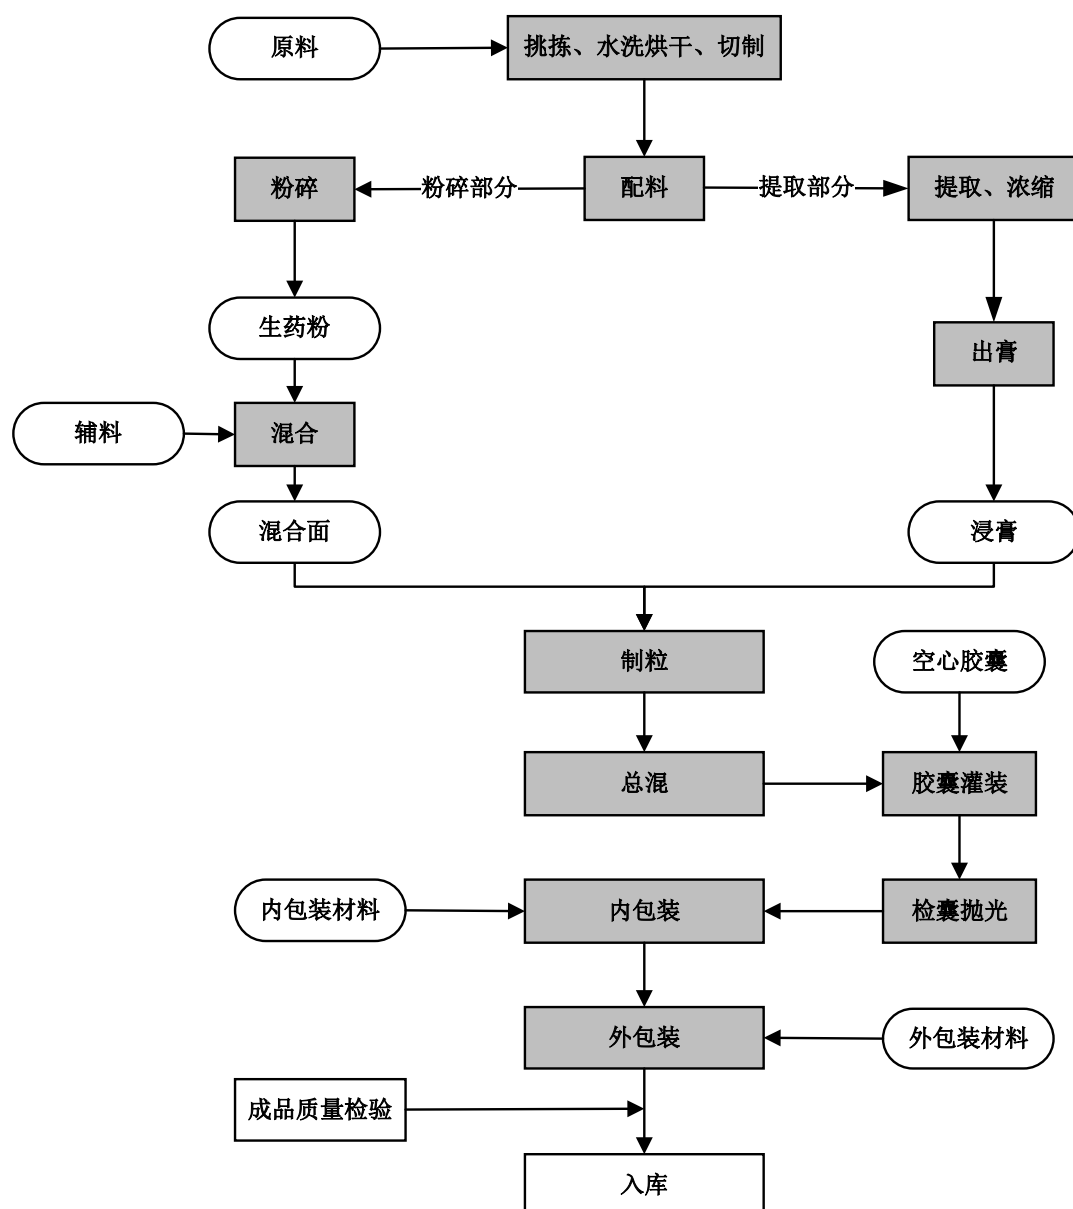 原料
挑拣、水洗烘干、切制
粉碎
粉碎部分
配料
提取部分
提取、浓缩
生药粉
出膏
辅料
混合
混合面
浸膏
制粒
空心胶囊
总混
胶囊灌装
内包装材料
内包装
检囊抛光
外包装
外包装材料
成品质量检验
入库